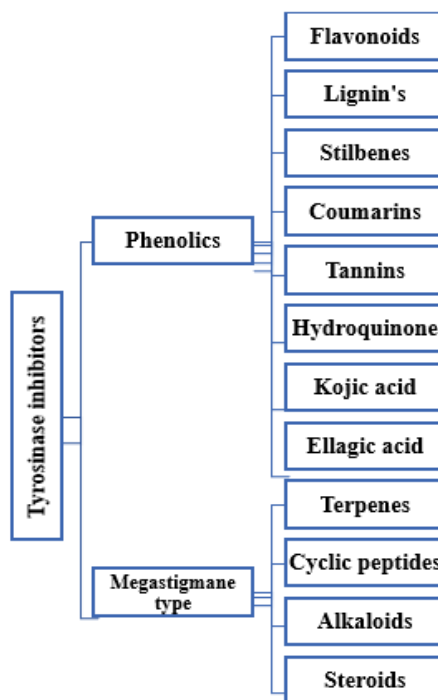 Tyrosinase inhibitors
Phenolics
Flavonoids
Lignin's
Stilbenes
Coumarins
Tannins
Hydroquinone
Kojic acid
Ellagic acid
Megastigmane
type
Terpenes
Cyclic peptides
Alkaloids
Steroids